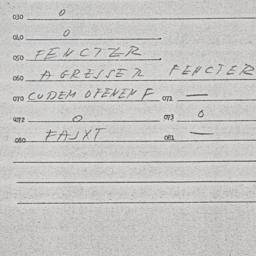 030 0
040 0
050 FENCTER
060 AGRESSER FENCTER
070 CUDEM OFENEN F 071 —
072 0 073 0
080 FAJXT 081 —